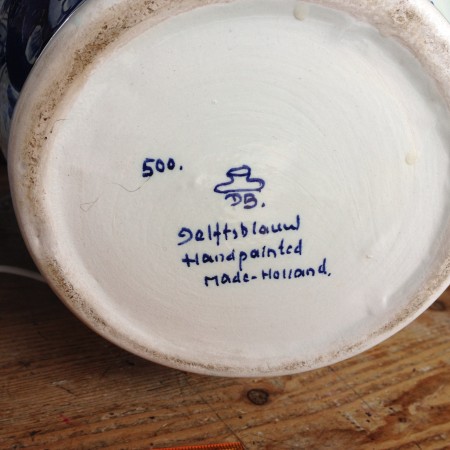 500.
DB.
Delftsblauw
Handpainted
Made-Holland.